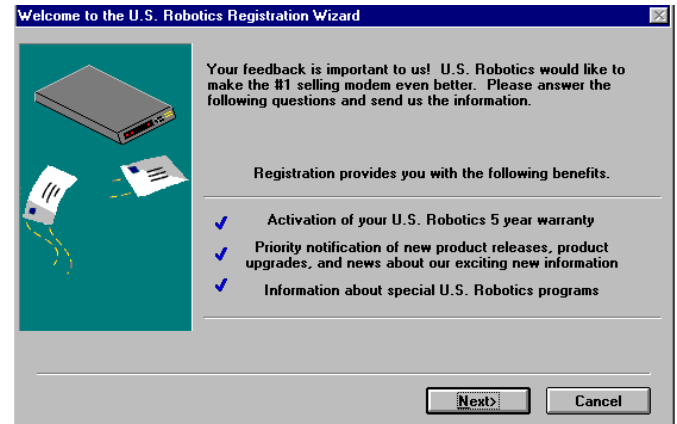 Welcome to the U.S. Robotics Registration Wizard
Your feedback is important to us!  U.S. Robotics would like to
make the #1 selling modem even better.  Please answer the
following questions and send us the information.
Registration provides you with the following benefits.
Activation of your U.S. Robotics 5 year warranty
Priority notification of new product releases, product
upgrades, and news about our exciting new information
Information about special U.S. Robotics programs
Next>
Cancel